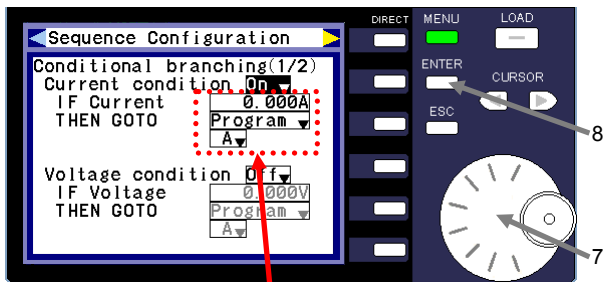 DIRECT MENU LOAD
Sequence Configuration
Conditional branching(1/2)
Current condition On
IF Current 0.000A
THEN GOTO Program
A
Voltage condition Off
IF Voltage 0.000V
THEN GOTO Program
A
ENTER
CURSOR
ESC
8
7